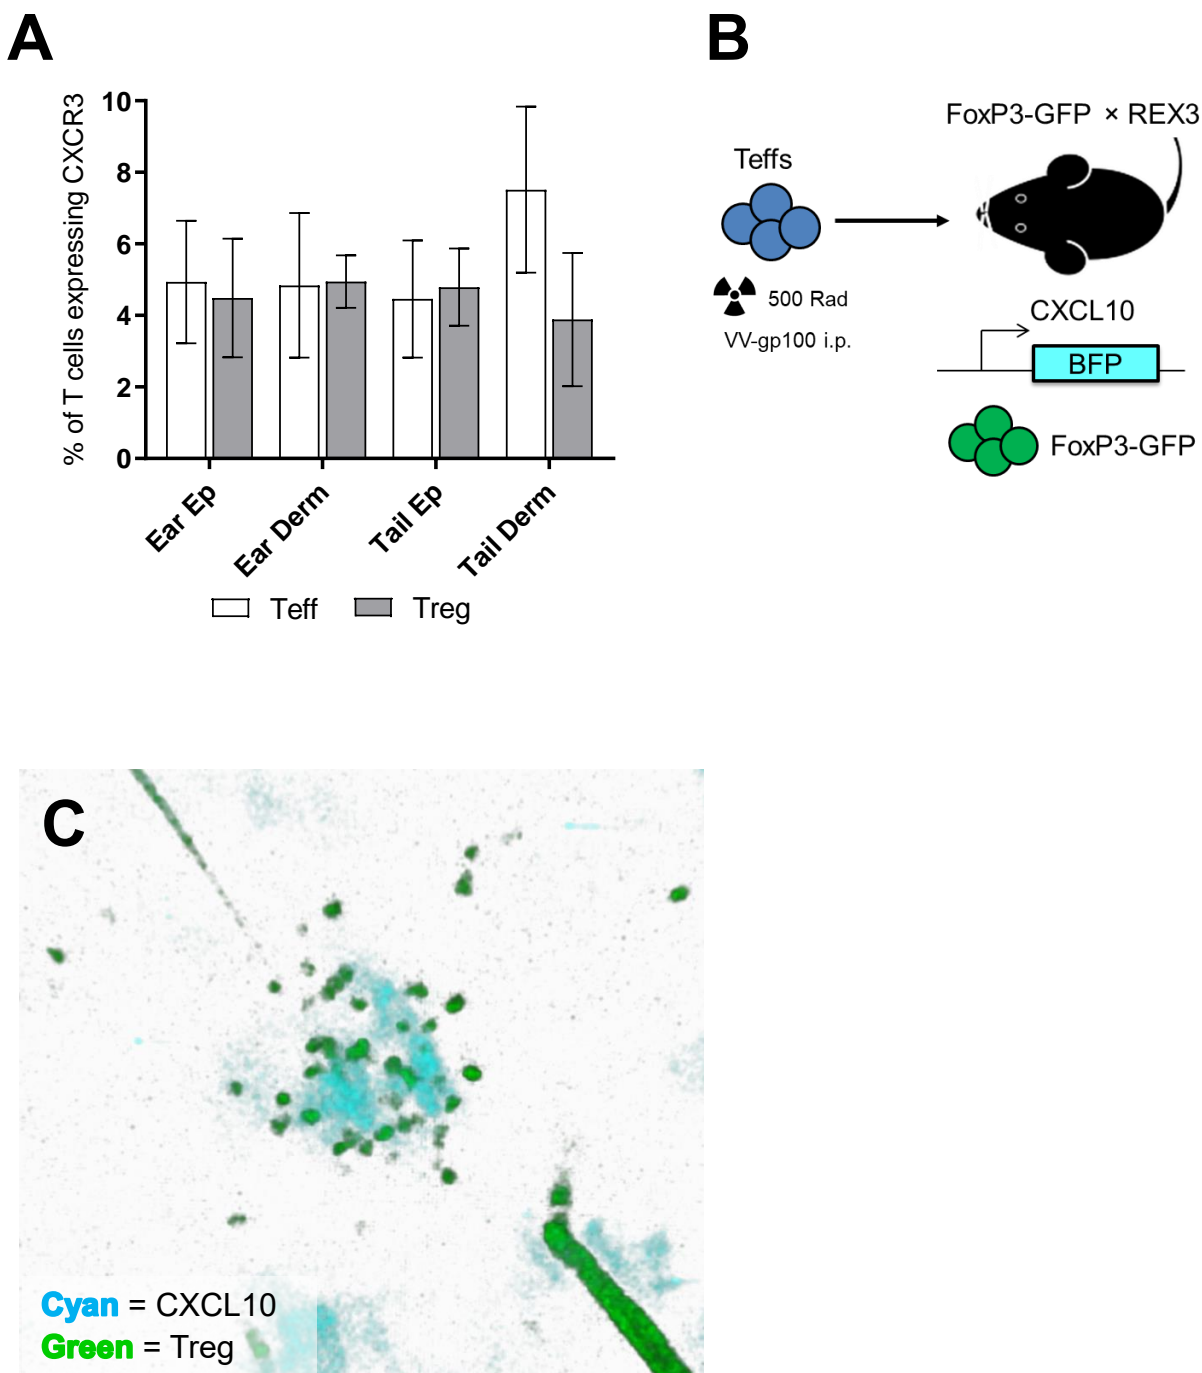 A
% of T cells expressing CXCR3
10
8
6
4
2
0
Ear Ep
Ear Derm
Tail Ep
Tail Derm
Teff
Treg
B
FoxP3-GFP × REX3
Teffs
500 Rad
VV-gp100 i.p.
CXCL10
BFP
FoxP3-GFP
C
Cyan = CXCL10
Green = Treg